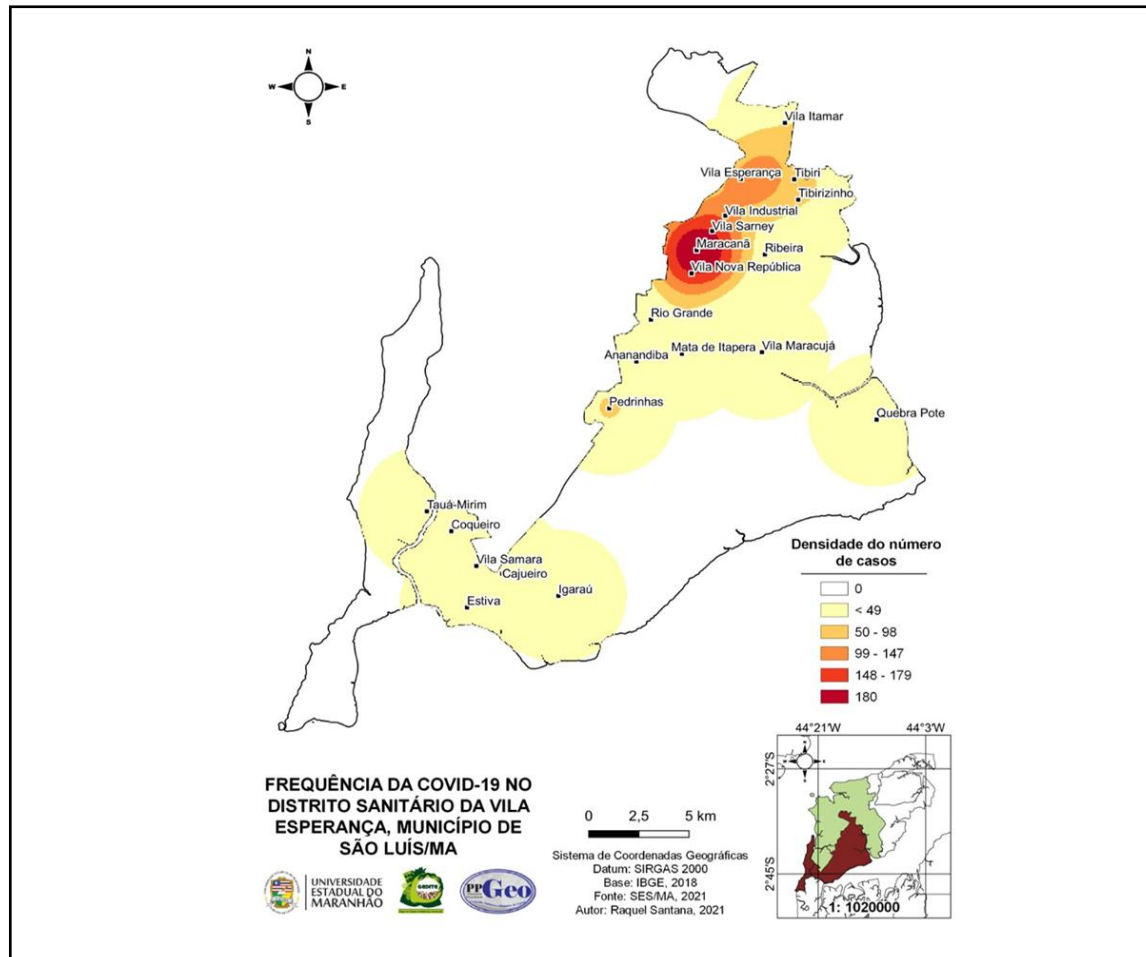 N
W E
S
Vila Itamar
Vila Esperança
Tibiri
Tibirizinho
Vila Industrial
Vila Sarney
Maracanã
Ribeira
Vila Nova República
Rio Grande
Mata de Itapera
Vila Maracujá
Ananandiba
Pedrinhas
Quebra Pote
Tauá-Mirim
Coqueiro
Vila Samara
Cajueiro
Igaraú
Estiva
Densidade do número
de casos
0
< 49
50 - 98
99 - 147
148 - 179
180
44°21'W 44°3'W
2°27'S
2°45'S
1: 1020000
FREQUÊNCIA DA COVID-19 NO
DISTRITO SANITÁRIO DA VILA
ESPERANÇA, MUNICÍPIO DE
SÃO LUÍS/MA
UNIVERSIDADE
ESTADUAL DO
MARANHÃO
PPGeo
0 2,5 5 km
Sistema de Coordenadas Geográficas
Datum: SIRGAS 2000
Base: IBGE, 2018
Fonte: SES/MA, 2021
Autor: Raquel Santana, 2021